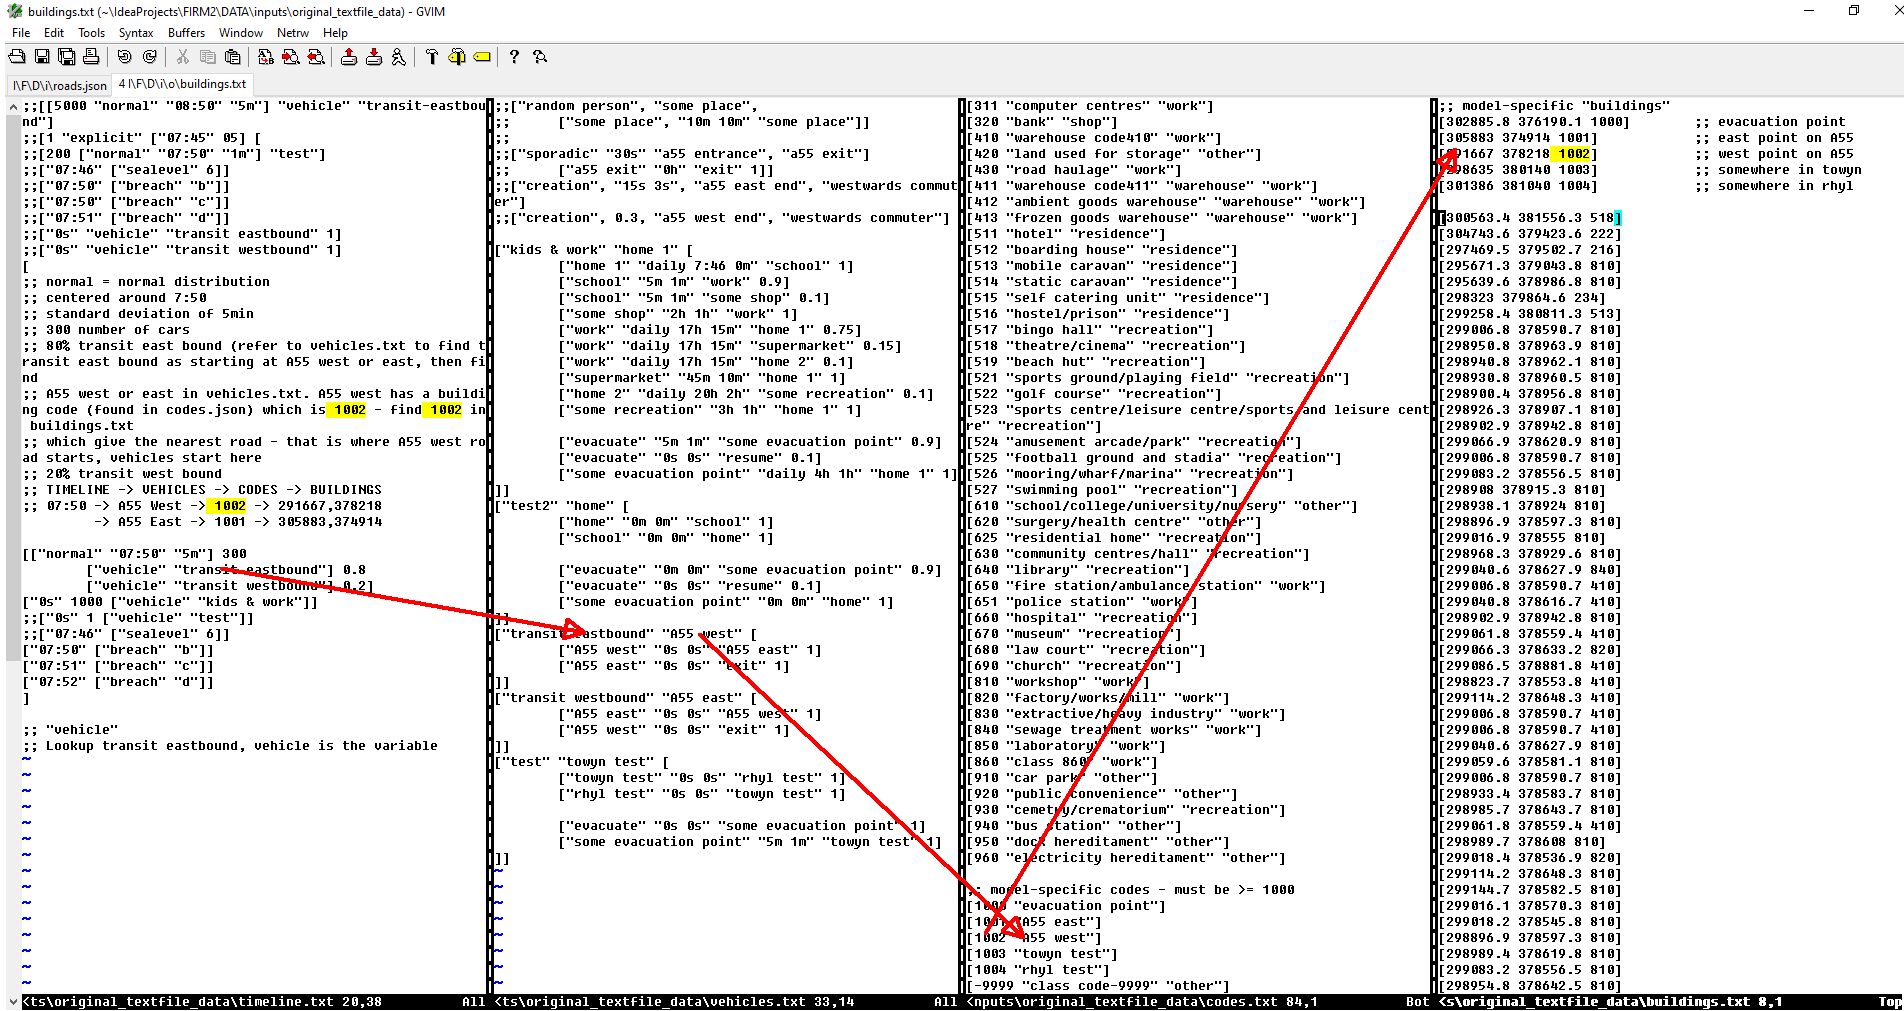 buildings.txt (~\IdeaProjects\FIRM2\DATA\inputs\original_textfile_data) - GVIM
File Edit Tools Syntax Buffers Window Netrw Help
I\F\D\i\roads.json 4 I\F\D\i\o\buildings.txt
;;[[5000 "normal" "08:50" "5m"] "vehicle" "transit-eastbou
nd"]
;;[1 "explicit" ["07:45" 05] [
;;[200 ["normal" "07:50" "1m"] "test"]
;;["07:46" ["sealevel" 6]]
;;["07:50" ["breach" "b"]]
;;["07:50" ["breach" "c"]]
;;["07:51" ["breach" "d"]]
;;["0s" "vehicle" "transit eastbound" 1]
;;["0s" "vehicle" "transit westbound" 1]
[
;; normal = normal distribution
;; centered around 7:50
;; standard deviation of 5min
;; 300 number of cars
;; 80% transit east bound (refer to vehicles.txt to find t
ransit east bound as starting at A55 west or east, then fi
nd
;; A55 west or east in vehicles.txt. A55 west has a buildi
ng code (found in codes.json) which is 1002 - find 1002 in
buildings.txt
;; which give the nearest road - that is where A55 west ro
ad starts, vehicles start here
;; 20% transit west bound
;; TIMELINE -> VEHICLES -> CODES -> BUILDINGS
;; 07:50 -> A55 West -> 1002 -> 291667,378218
-> A55 East -> 1001 -> 305883,374914
[["normal" "07:50" "5m"] 300
["vehicle" "transit eastbound"] 0.8
["vehicle" "transit westbound"] 0.2]
["0s" 1000 ["vehicle" "kids & work"]]
;;["0s" 1 ["vehicle" "test"]]
;;["07:46" ["sealevel" 6]]
["07:50" ["breach" "b"]]
["07:51" ["breach" "c"]]
["07:52" ["breach" "d"]]
]
;; "vehicle"
;; Lookup transit eastbound, vehicle is the variable
<ts\original_textfile_data\timeline.txt 20,38 All
;;["random person", "some place",
;; ["some place", "10m 10m" "some place"]]
;;
;;["sporadic" "30s" "a55 entrance", "a55 exit"]
;; ["a55 exit" "0h" "exit" 1]]
;;["creation", "15s 3s", "a55 east end", "westwards commut
er"]
;;["creation", 0.3, "a55 west end", "westwards commuter"]
["kids & work" "home 1" [
["home 1" "daily 7:46 0m" "school" 1]
["school" "5m 1m" "work" 0.9]
["school" "5m 1m" "some shop" 0.1]
["some shop" "2h 1h" "work" 1]
["work" "daily 17h 15m" "home 1" 0.75]
["work" "daily 17h 15m" "supermarket" 0.15]
["work" "daily 17h 15m" "home 2" 0.1]
["supermarket" "45m 10m" "home 1" 1]
["home 2" "daily 20h 2h" "some recreation" 0.1]
["some recreation" "3h 1h" "home 1" 1]
["evacuate" "5m 1m" "some evacuation point" 0.9]
["evacuate" "0s 0s" "resume" 0.1]
["some evacuation point" "daily 4h 1h" "home 1" 1]
]]
["test2" "home" [
["home" "0m 0m" "school" 1]
["school" "0m 0m" "home" 1]
["evacuate" "0m 0m" "some evacuation point" 0.9]
["evacuate" "0s 0s" "resume" 0.1]
["some evacuation point" "0m 0m" "home" 1]
]]
["transit eastbound" "A55 west" [
["A55 west" "0s 0s" "A55 east" 1]
["A55 east" "0s 0s" "exit" 1]
]]
["transit westbound" "A55 east" [
["A55 east" "0s 0s" "A55 west" 1]
["A55 west" "0s 0s" "exit" 1]
]]
["test" "towyn test" [
["towyn test" "0s 0s" "rhyl test" 1]
["rhyl test" "0s 0s" "towyn test" 1]
["evacuate" "0s 0s" "some evacuation point" 1]
["some evacuation point" "5m 1m" "towyn test" 1]
]]
<ts\original_textfile_data\vehicles.txt 33,14 All
[311 "computer centres" "work"]
[320 "bank" "shop"]
[410 "warehouse code410" "work"]
[420 "land used for storage" "other"]
[430 "road haulage" "work"]
[411 "warehouse code411" "warehouse" "work"]
[412 "ambient goods warehouse" "warehouse" "work"]
[413 "frozen goods warehouse" "warehouse" "work"]
[511 "hotel" "residence"]
[512 "boarding house" "residence"]
[513 "mobile caravan" "residence"]
[514 "static caravan" "residence"]
[515 "self catering unit" "residence"]
[516 "hostel/prison" "residence"]
[517 "bingo hall" "recreation"]
[518 "theatre/cinema" "recreation"]
[519 "beach hut" "recreation"]
[521 "sports ground/playing field" "recreation"]
[522 "golf course" "recreation"]
[523 "sports centre/leisure centre/sports and leisure cent
re" "recreation"]
[524 "amusement arcade/park" "recreation"]
[525 "football ground and stadia" "recreation"]
[526 "mooring/wharf/marina" "recreation"]
[527 "swimming pool" "recreation"]
[610 "school/college/university/nursery" "other"]
[620 "surgery/health centre" "other"]
[625 "residential home" "recreation"]
[630 "community centres/hall" "recreation"]
[640 "library" "recreation"]
[650 "fire station/ambulance station" "work"]
[651 "police station" "work"]
[660 "hospital" "recreation"]
[670 "museum" "recreation"]
[680 "law court" "recreation"]
[690 "church" "recreation"]
[810 "workshop" "work"]
[820 "factory/works/mill" "work"]
[830 "extractive/heavy industry" "work"]
[840 "sewage treatment works" "work"]
[850 "laboratory" "work"]
[860 "class 860" "work"]
[910 "car park" "other"]
[920 "public convenience" "other"]
[930 "cemetry/crematorium" "recreation"]
[940 "bus station" "other"]
[950 "dock hereditament" "other"]
[960 "electricity hereditament" "other"]
;; model-specific codes - must be >= 1000
[1000 "evacuation point"]
[1001 "A55 east"]
[1002 "A55 west"]
[1003 "towyn test"]
[1004 "rhyl test"]
[-9999 "class code-9999" "other"]
<nputs\original_textfile_data\codes.txt 84,1 Bot
;; model-specific "buildings"
[302885.8 376190.1 1000] ;; evacuation point
[305883 374914 1001] ;; east point on A55
[291667 378218 1002] ;; west point on A55
[298635 380140 1003] ;; somewhere in towyn
[301386 381040 1004] ;; somewhere in rhyl
[300563.4 381556.3 518]
[304743.6 379423.6 222]
[297469.5 379502.7 216]
[295671.3 379043.8 810]
[295639.6 378986.8 810]
[298323 379864.6 234]
[299258.4 380811.3 513]
[299006.8 378590.7 810]
[298950.8 378963.9 810]
[298940.8 378962.1 810]
[298930.8 378960.5 810]
[298900.4 378956.8 810]
[298926.3 378907.1 810]
[298902.9 378942.8 810]
[299066.9 378620.9 810]
[299006.8 378590.7 810]
[299083.2 378556.5 810]
[298908 378915.3 810]
[298938.1 378924 810]
[298896.9 378597.3 810]
[299016.9 378555 810]
[298968.3 378929.6 810]
[299040.6 378627.9 840]
[299006.8 378590.7 410]
[299040.8 378616.7 410]
[298902.9 378942.8 810]
[299061.8 378559.4 410]
[299066.3 378633.2 820]
[299086.5 378881.8 410]
[298823.7 378553.8 410]
[299114.2 378648.3 410]
[299006.8 378590.7 410]
[299006.8 378590.7 410]
[299040.6 378627.9 810]
[299059.6 378581.1 810]
[299006.8 378590.7 810]
[298933.4 378583.7 810]
[298985.7 378643.7 810]
[299061.8 378559.4 410]
[298989.7 378608 810]
[299018.4 378536.9 820]
[299114.2 378648.3 810]
[299144.7 378582.5 810]
[299016.1 378570.3 810]
[299018.2 378545.8 810]
[298896.9 378597.3 810]
[298989.4 378619.8 810]
[299083.2 378556.5 810]
[298954.8 378642.5 810]
<s\original_textfile_data\buildings.txt 8,1 Top